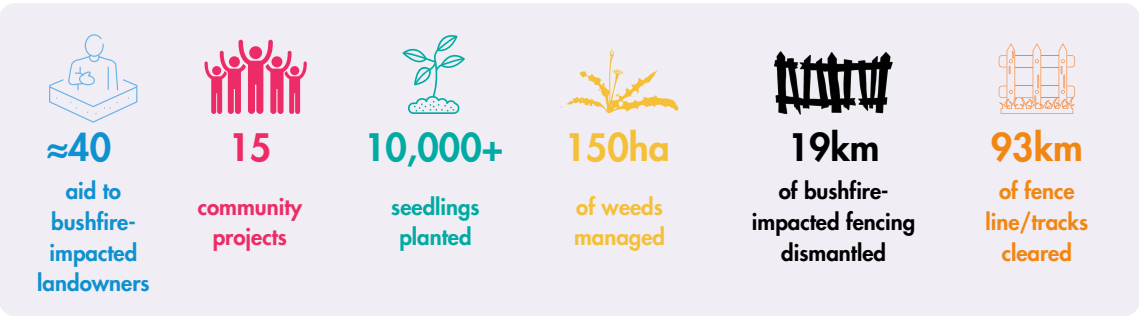 ≈40
aid to
bushfire-
impacted
landowners
15
community
projects
10,000+
seedlings
planted
150ha
of weeds
managed
19km
of bushfire-
impacted fencing
dismantled
93km
of fence
line/tracks
cleared